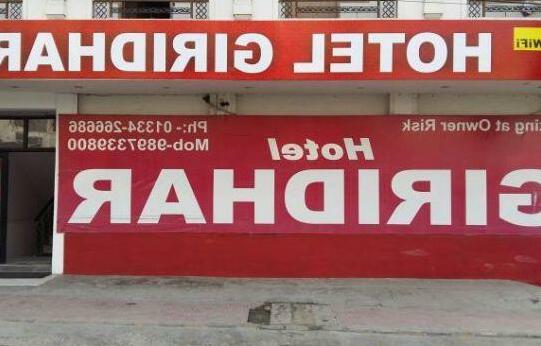 HOTEL GIRIDHAR
WiFi
Ph:- 01334-266686
Mob-9897339800
at Owner Risk
Hotel
GIRIDHAR